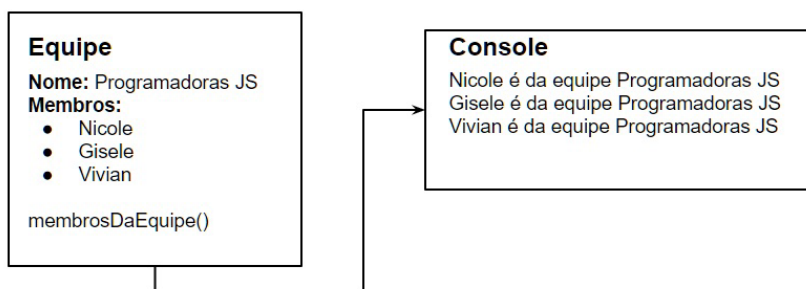 Equipe
Nome: Programadoras JS
Membros:
● Nicole
● Gisele
● Vivian
membrosDaEquipe()
Console
Nicole é da equipe Programadoras JS
Gisele é da equipe Programadoras JS
Vivian é da equipe Programadoras JS